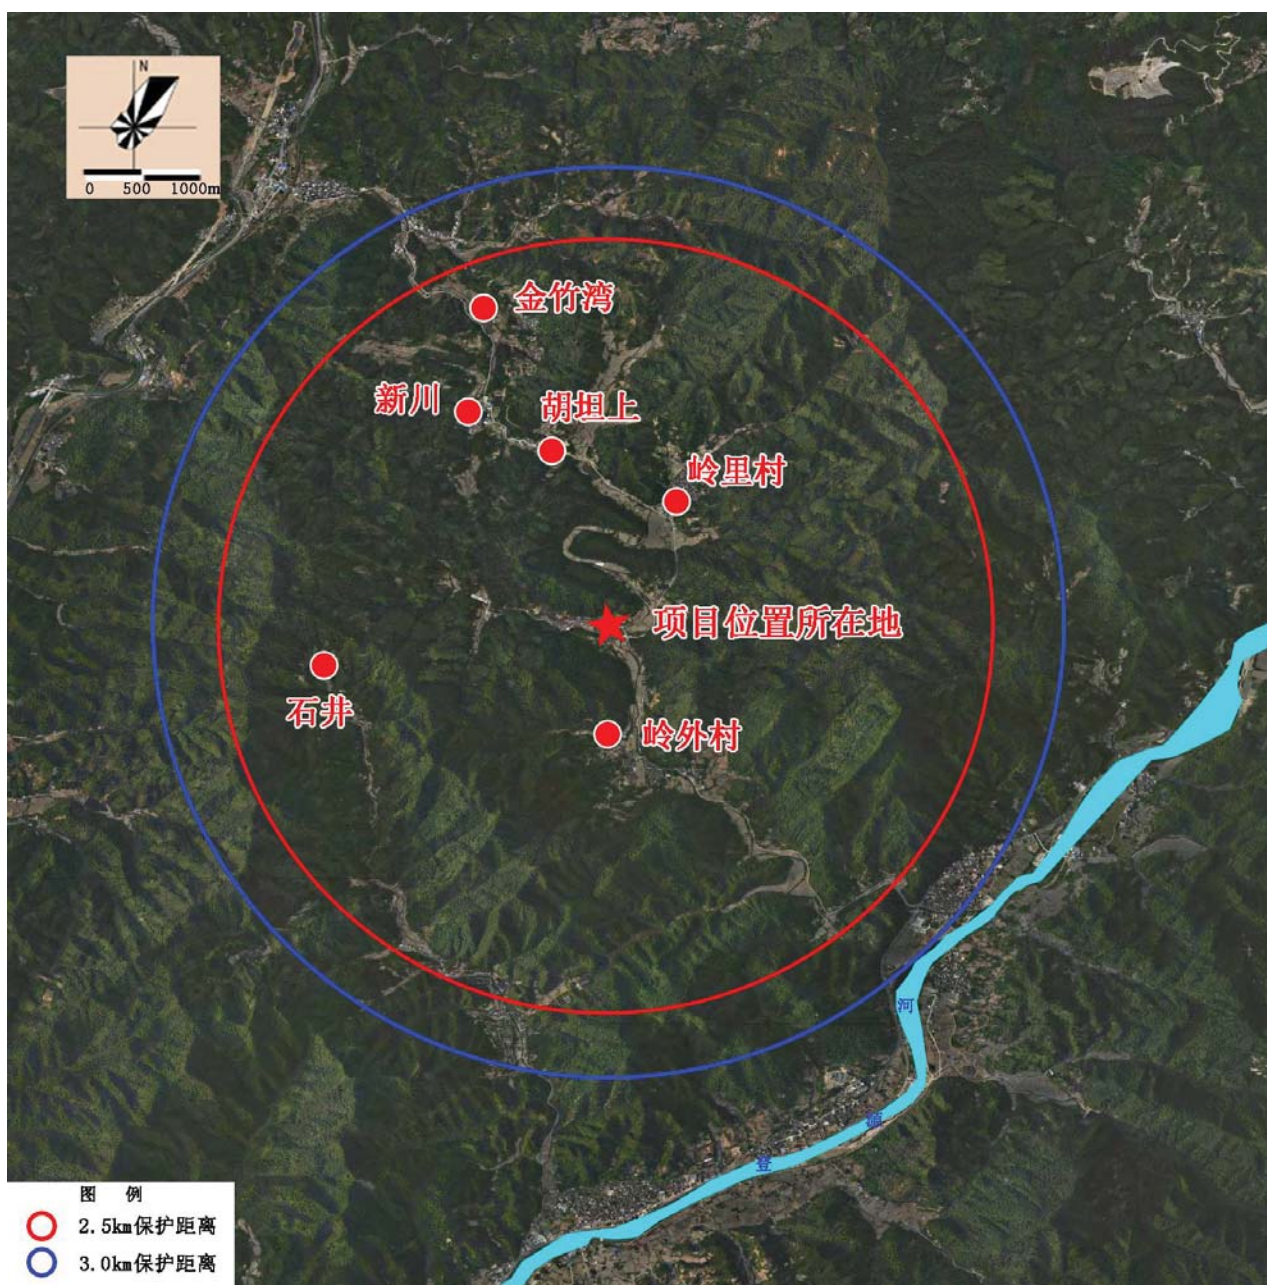 N
0 500 1000m
金竹湾
新川
胡坦上
岭里村
项目位置所在地
石井
岭外村
河
源
登
图 例
2.5km保护距离
3.0km保护距离